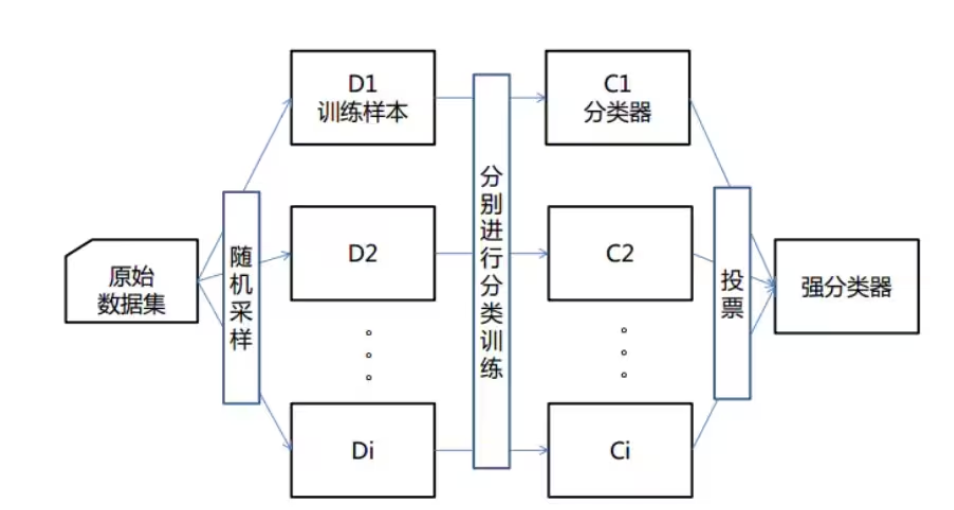 原始
数据集
随机采样
D1
训练样本
D2
。
。
。
Di
分别进行分类训练
C1
分类器
C2
。
。
。
Ci
投票
强分类器